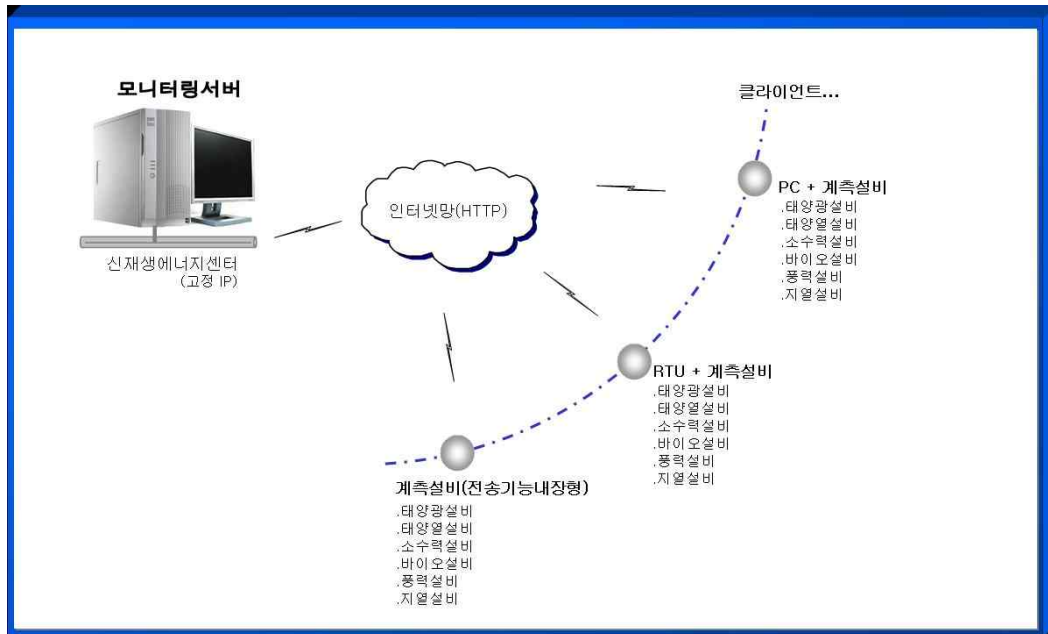 모니터링서버
신재생에너지센터
(고정 IP)
인터넷망(HTTP)
클라이언트...
PC + 계측설비
.태양광설비
.태양열설비
.소수력설비
.바이오설비
.풍력설비
.지열설비
RTU + 계측설비
.태양광설비
.태양열설비
.소수력설비
.바이오설비
.풍력설비
.지열설비
계측설비(전송기능내장형)
.태양광설비
.태양열설비
.소수력설비
.바이오설비
.풍력설비
.지열설비